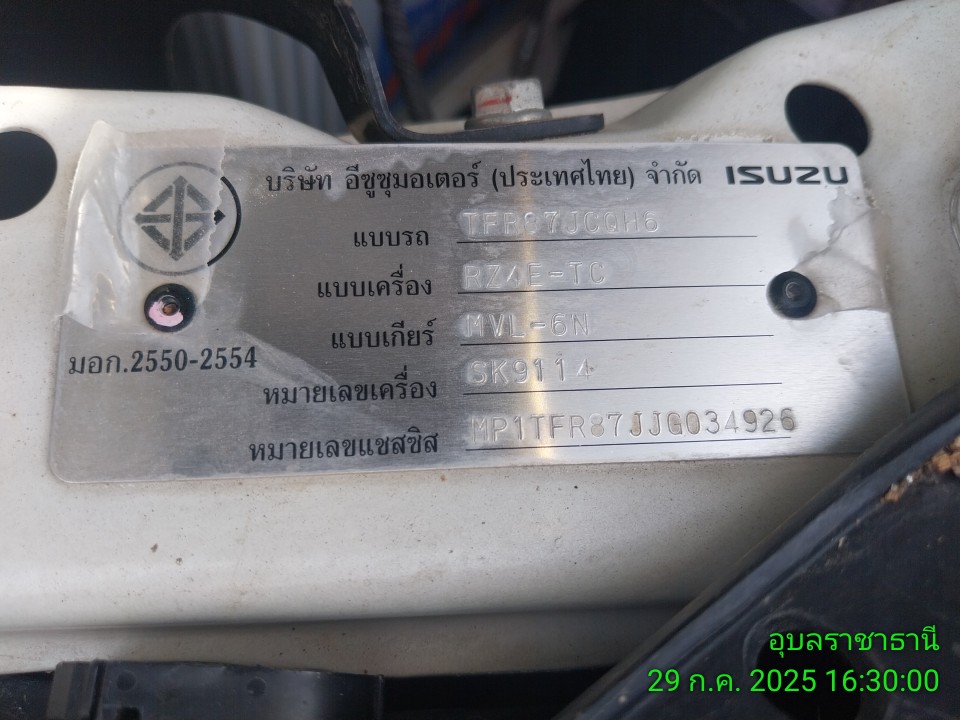 บริษัท อีซูซุมอเตอร์ (ประเทศไทย) จำกัด ISUZU
แบบรถ TFR87JCQH6
แบบเครื่อง RZ4E-TC
แบบเกียร์ MVL-6N
มอก.2550-2554
หมายเลขเครื่อง SK9114
หมายเลขแชสซิส MP1TFR87JJG034926
อุบลราชาธานี
29 ก.ค. 2025 16:30:00